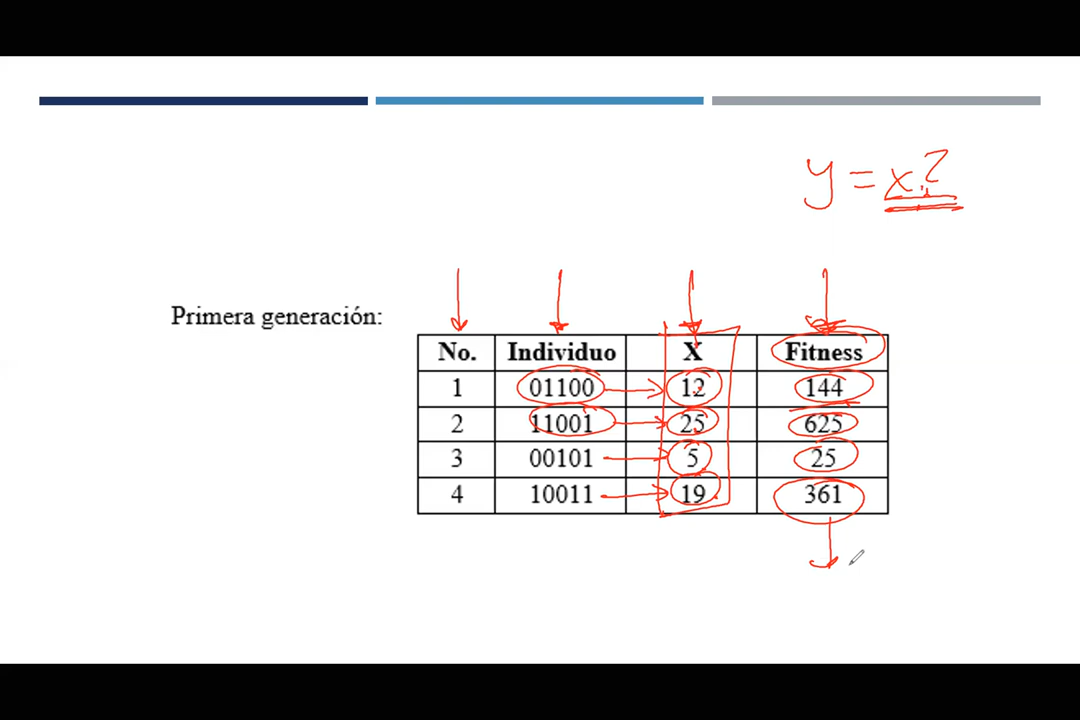 y = x²
Primera generación:
No. Individuo X Fitness
1 01100 12 144
2 11001 25 625
3 00101 5 25
4 10011 19 361